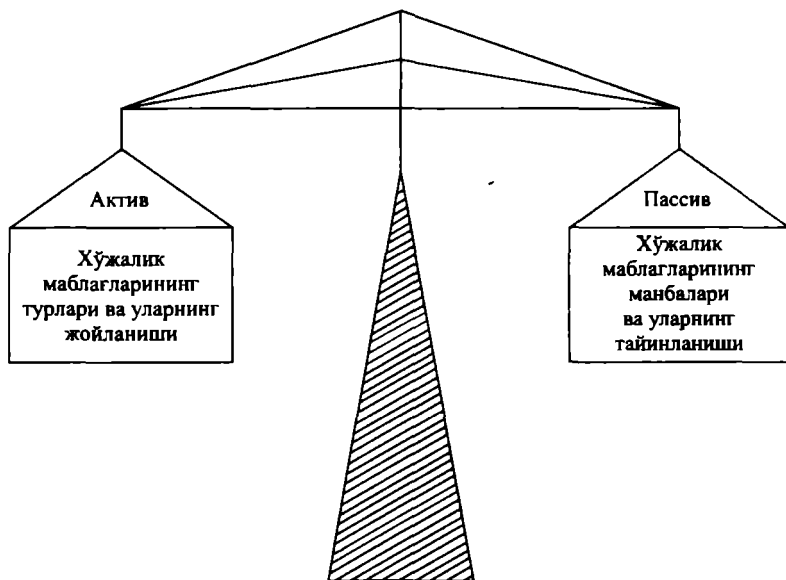 Актив
Хўжалик
маблағларининг
турлари ва уларнинг
жойланиши
Пассив
Хўжалик
маблағларининг
манбалари
ва уларнинг
тайинланиши